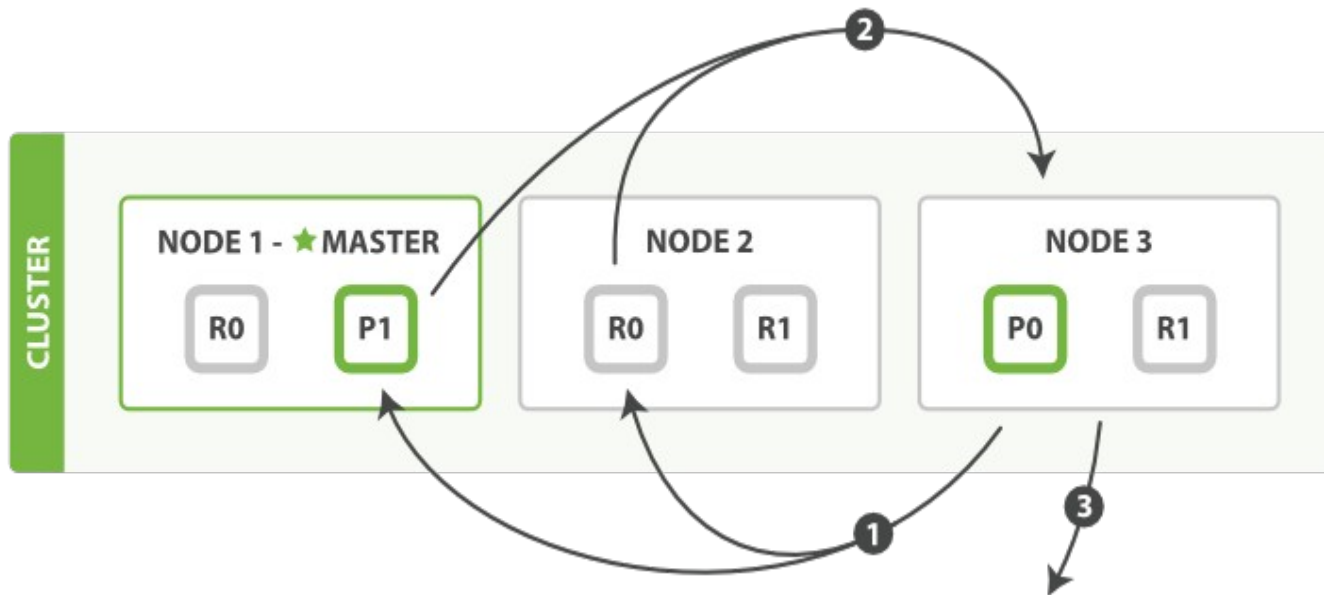 2
CLUSTER
NODE 1 - ★ MASTER
NODE 2
NODE 3
R0
P1
R0
R1
P0
R1
1
3